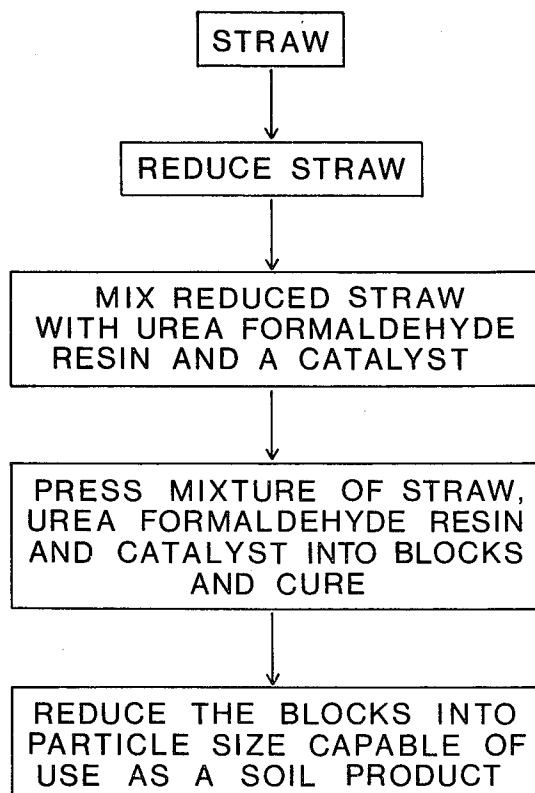 STRAW
REDUCE STRAW
MIX REDUCED STRAW
WITH UREA FORMALDEHYDE
RESIN AND A CATALYST
PRESS MIXTURE OF STRAW,
UREA FORMALDEHYDE RESIN
AND CATALYST INTO BLOCKS
AND CURE
REDUCE THE BLOCKS INTO
PARTICLE SIZE CAPABLE OF
USE AS A SOIL PRODUCT